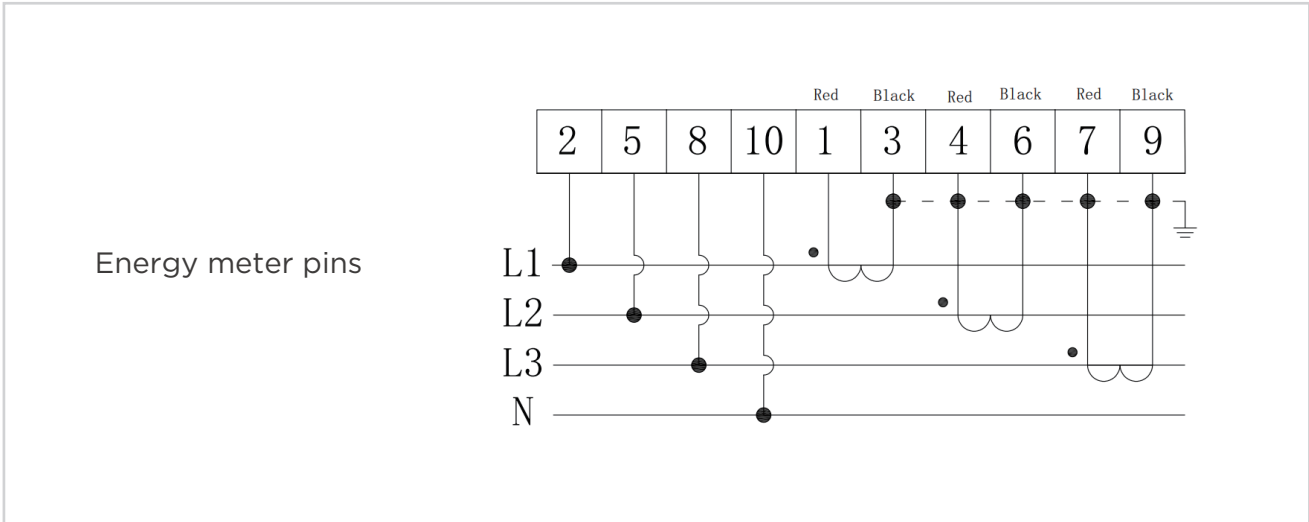 Red Black Red Black Red Black
2 5 8 10 1 3 4 6 7 9
Energy meter pins
L1
L2
L3
N